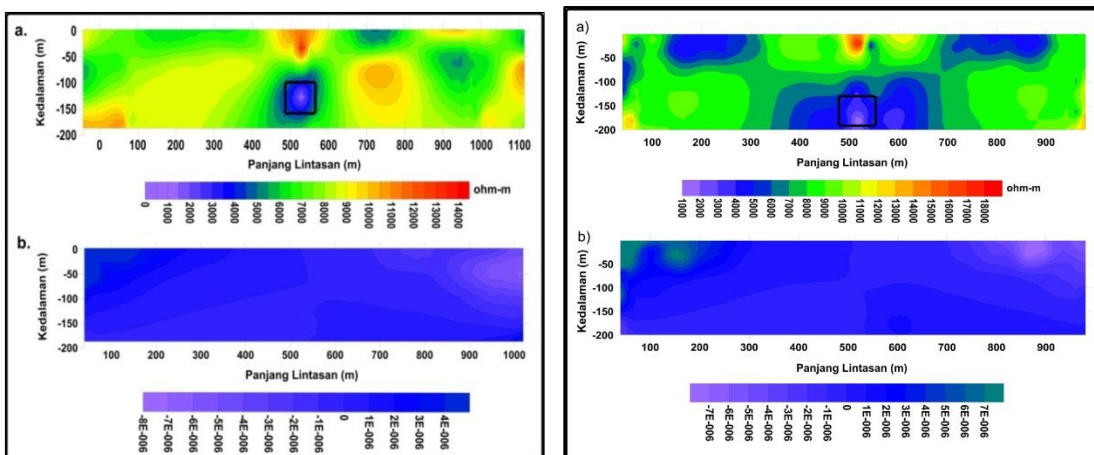 a.
Kedalaman (m)
0
-50
-100
-150
-200
0 100 200 300 400 500 600 700 800 900 1000 1100
Panjang Lintasan (m)
ohm-m
0 1000 2000 3000 4000 5000 6000 7000 8000 9000 10000 11000 12000 13000 14000
b.
Kedalaman (m)
0
-50
-100
-150
-200
100 200 300 400 500 600 700 800 900 1000
Panjang Lintasan (m)
-8E-006 -7E-006 -6E-006 -5E-006 -4E-006 -3E-006 -2E-006 -1E-006 0 1E-006 2E-006 3E-006 4E-006
a)
Kedalaman (m)
0
-50
-100
-150
-200
100 200 300 400 500 600 700 800 900
Panjang Lintasan (m)
ohm-m
1000 2000 3000 4000 5000 6000 7000 8000 9000 10000 11000 12000 13000 14000 15000 16000 17000 18000
b)
Kedalaman (m)
0
-50
-100
-150
-200
100 200 300 400 500 600 700 800 900
Panjang Lintasan (m)
-7E-006 -6E-006 -5E-006 -4E-006 -3E-006 -2E-006 -1E-006 0 1E-006 2E-006 3E-006 4E-006 5E-006 6E-006 7E-006